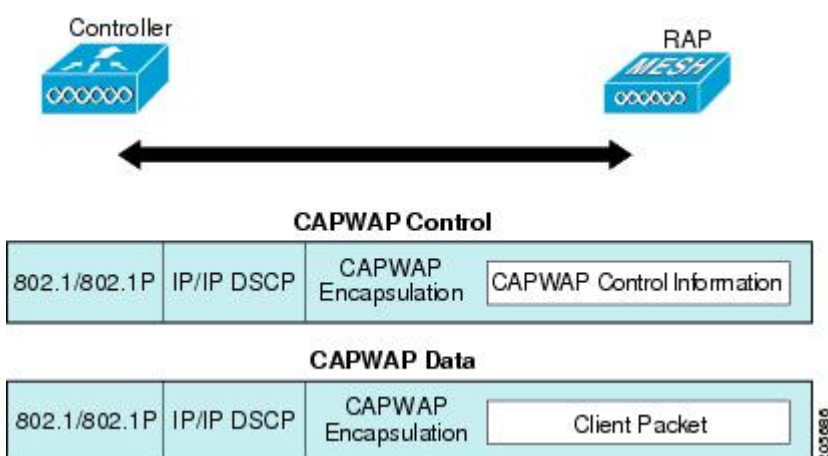 Controller
RAP
MESH
CAPWAP Control
802.1/802.1P
IP/IP DSCP
CAPWAP
Encapsulation
CAPWAP Control Information
CAPWAP Data
802.1/802.1P
IP/IP DSCP
CAPWAP
Encapsulation
Client Packet